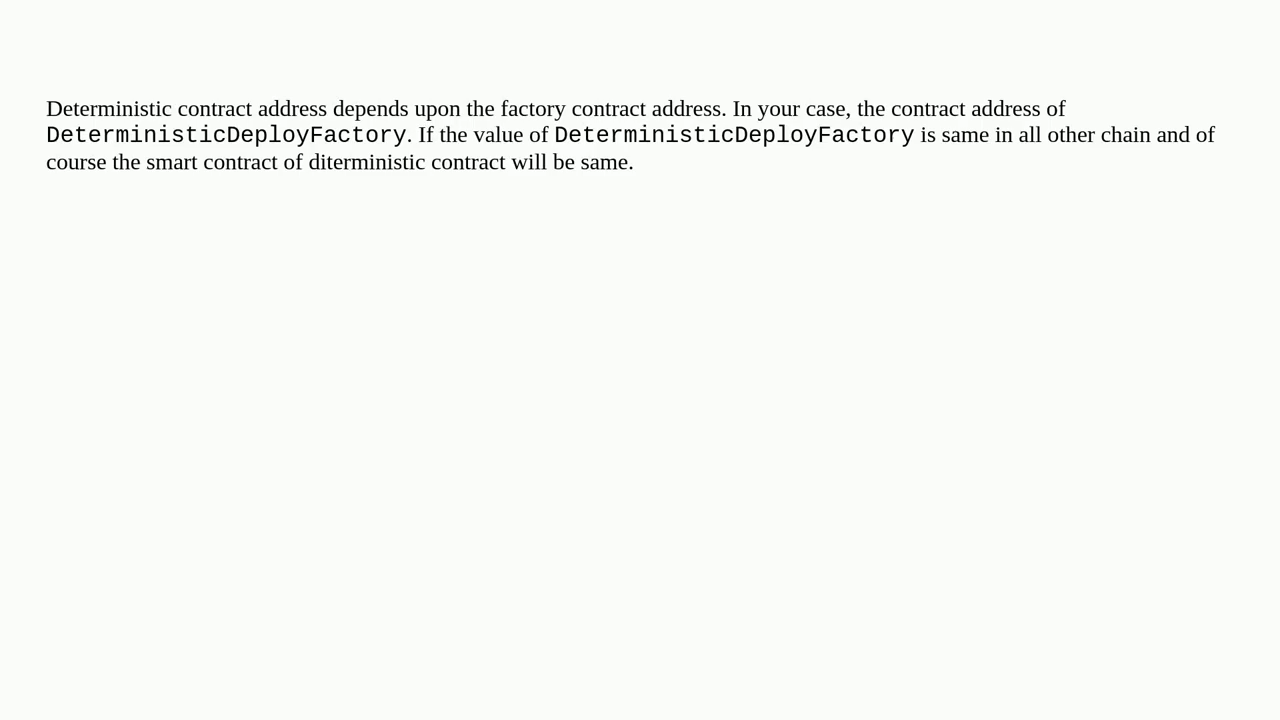 Deterministic contract address depends upon the factory contract address. In your case, the contract address of
DeterministicDeployFactory. If the value of DeterministicDeployFactory is same in all other chain and of
course the smart contract of diterministic contract will be same.